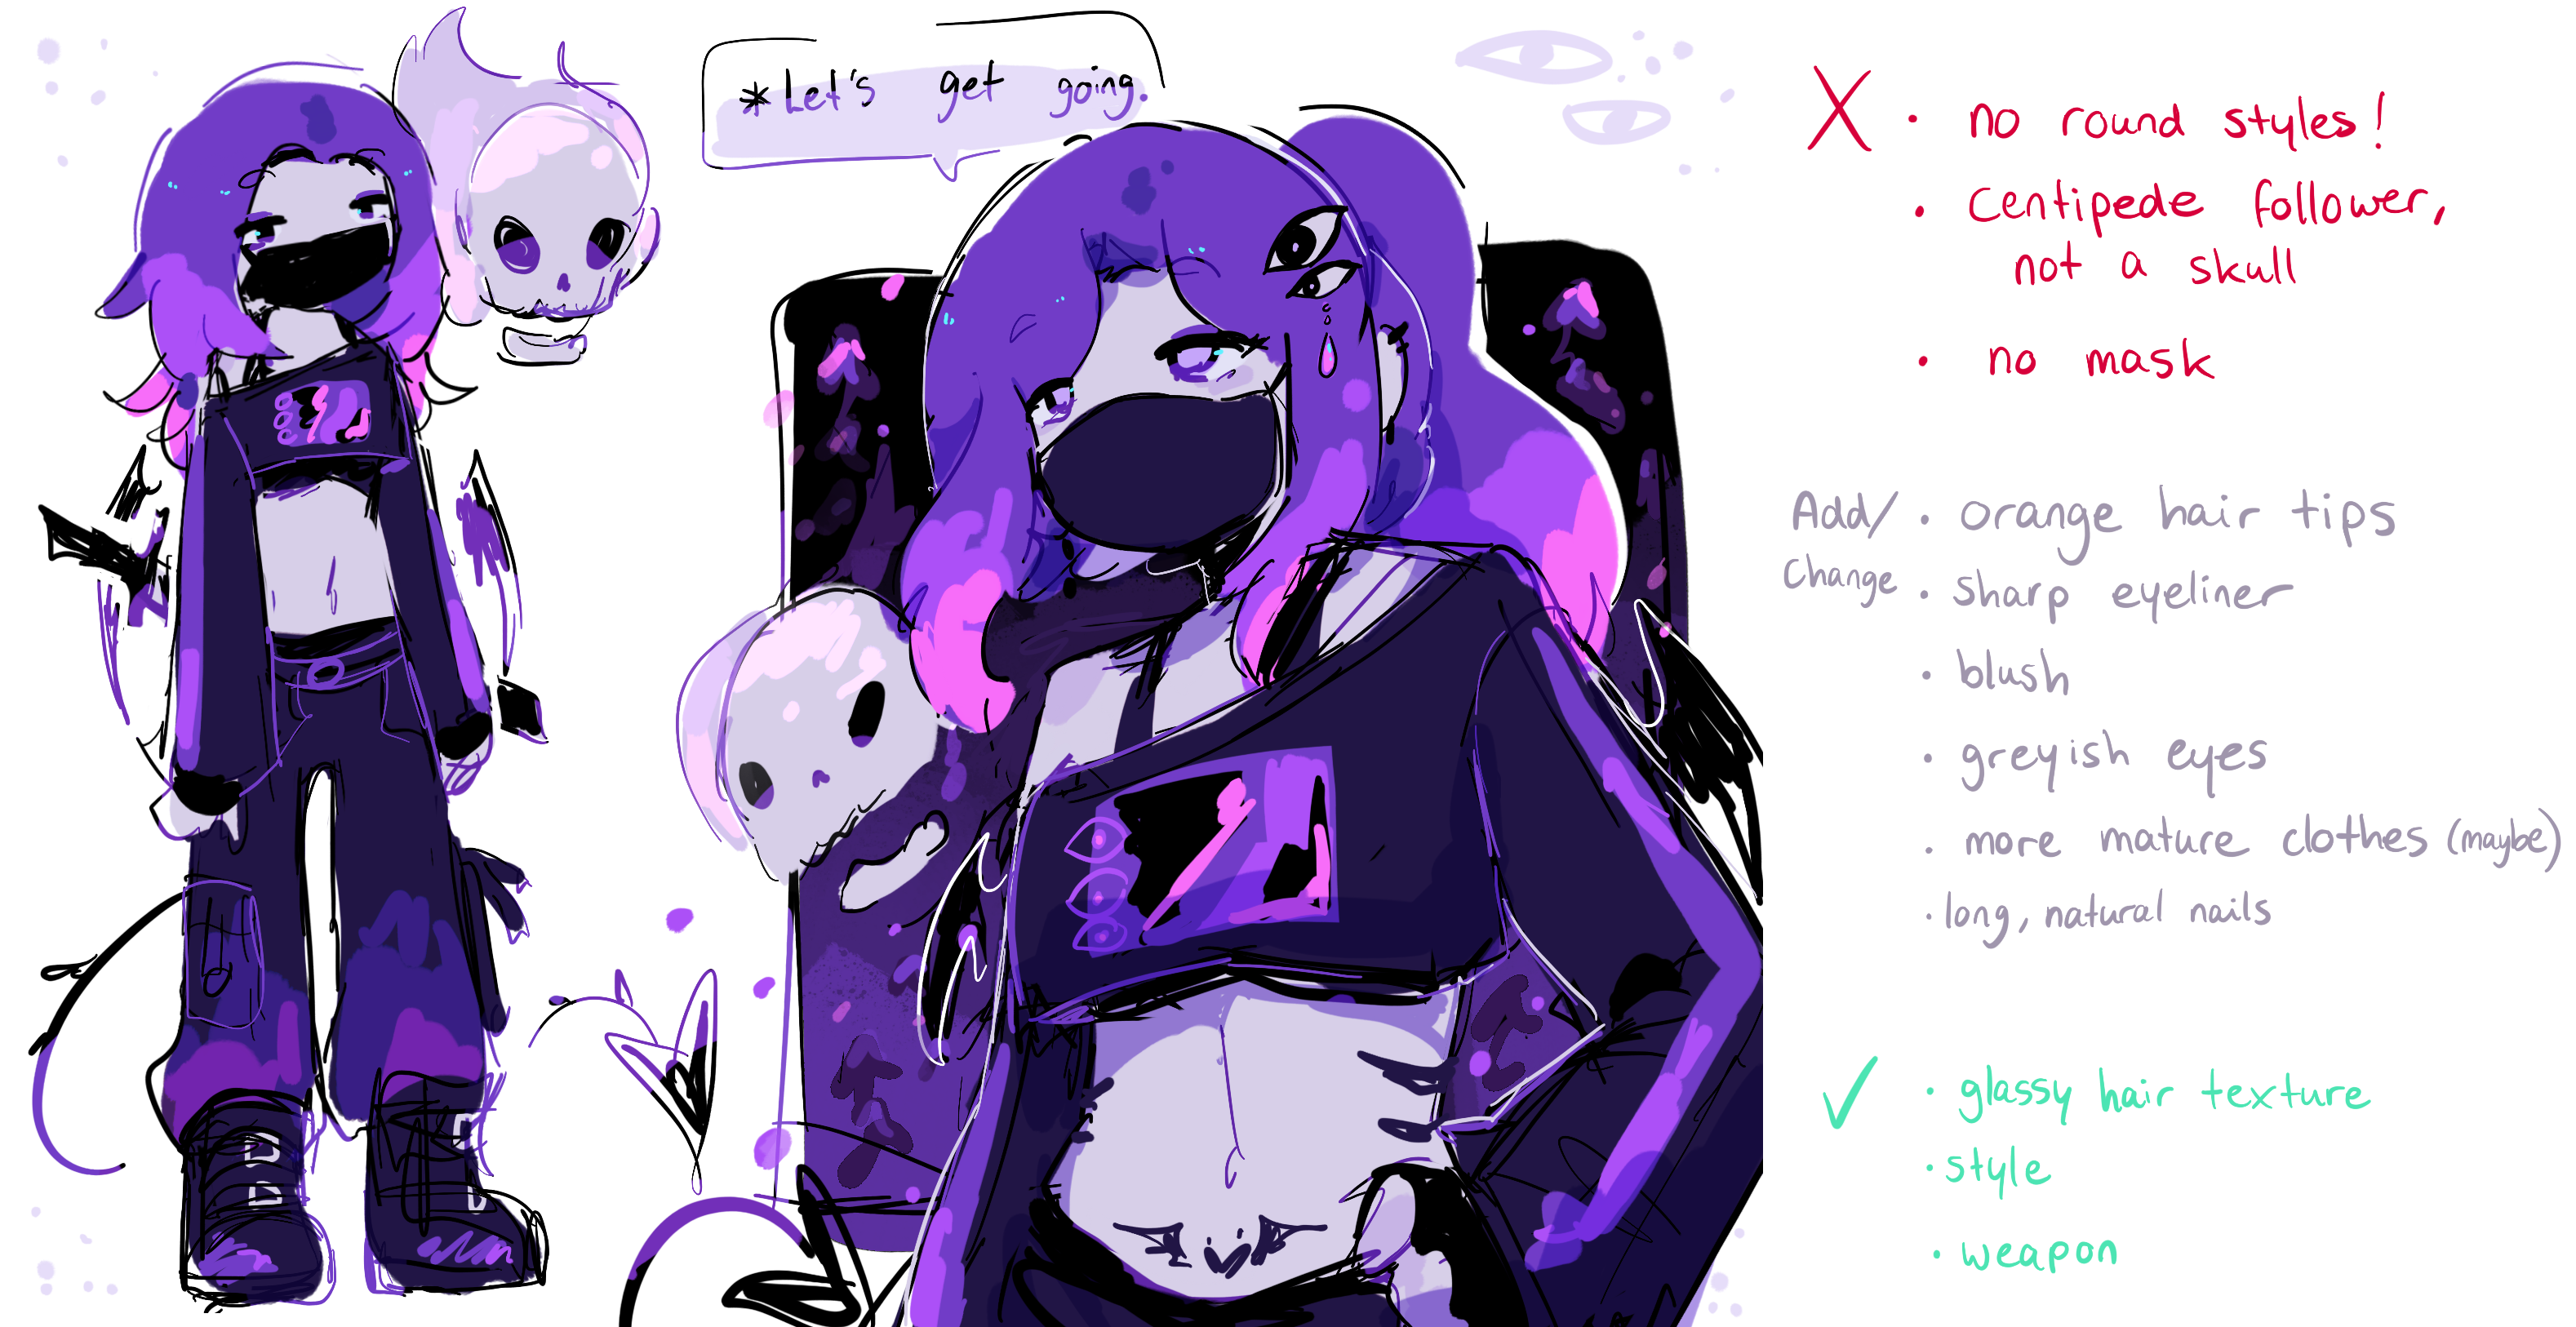 *Let's get going.
X • no round styles!
• Centipede follower,
not a skull
• no mask
Add/ • orange hair tips
Change • sharp eyeliner
• blush
• greyish eyes
• more mature clothes (maybe)
• long, natural nails
✓ • glassy hair texture
• style
• weapon